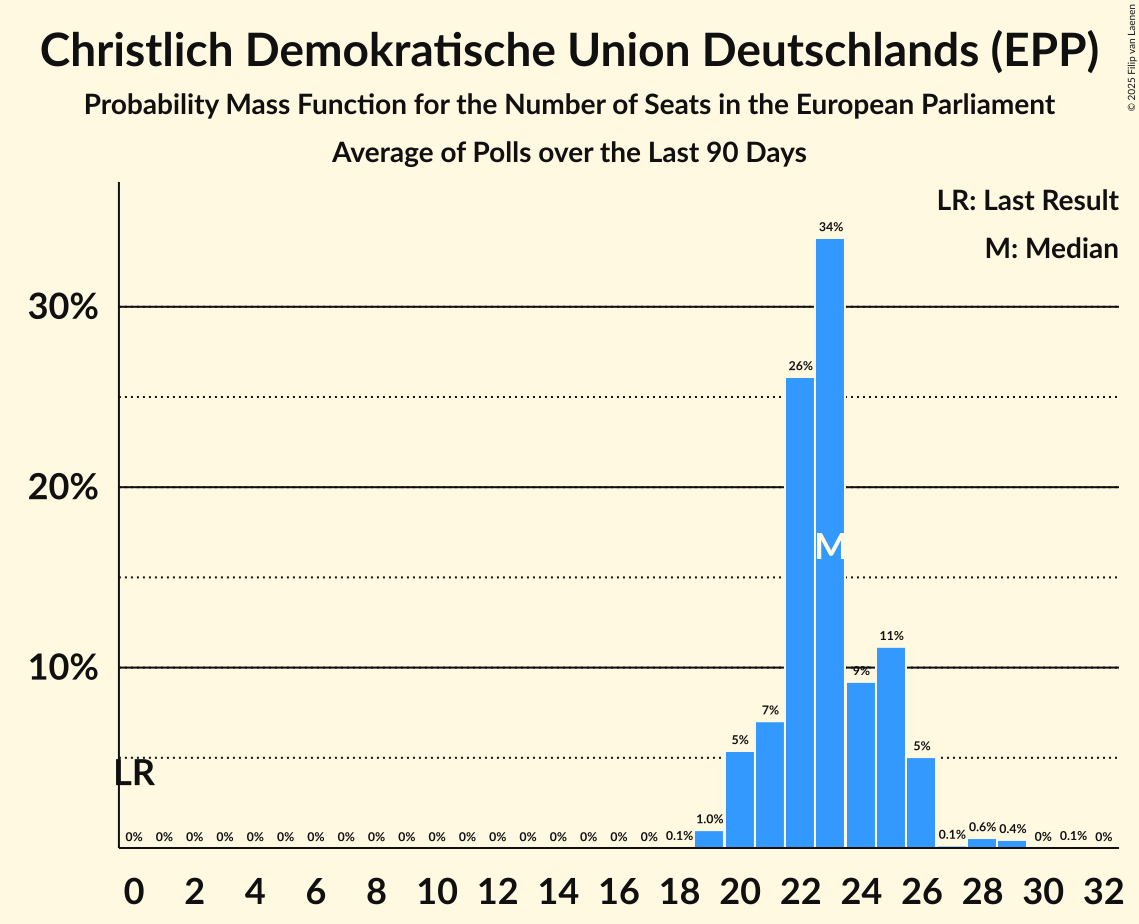 Christlich Demokratische Union Deutschlands (EPP)
Probability Mass Function for the Number of Seats in the European Parliament
Average of Polls over the Last 90 Days
© 2025 Filip van Laenen
LR: Last Result
M: Median
34%
30%
26%
20%
M
11%
10%
9%
7%
5%
5%
LR
0% 0% 0% 0% 0% 0% 0% 0% 0% 0% 0% 0% 0% 0% 0% 0% 0% 0% 0.1% 1.0% 0.1% 0.6% 0.4% 0% 0.1% 0%
0 2 4 6 8 10 12 14 16 18 20 22 24 26 28 30 32